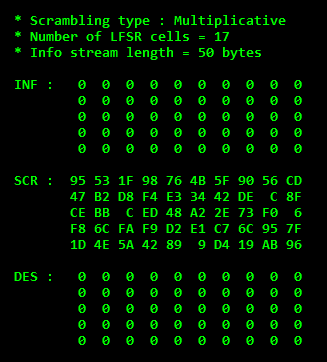 * Scrambling type : Multiplicative
* Number of LFSR cells = 17
* Info stream length = 50 bytes
INF : 0 0 0 0 0 0 0 0 0 0
0 0 0 0 0 0 0 0 0 0
0 0 0 0 0 0 0 0 0 0
0 0 0 0 0 0 0 0 0 0
0 0 0 0 0 0 0 0 0 0
SCR : 95 53 1F 98 76 4B 5F 90 56 CD
47 B2 D8 F4 E3 34 42 DE C 8F
CE BB C ED 48 A2 2E 73 F0 6
F8 6C FA F9 D2 E1 C7 6C 95 7F
1D 4E 5A 42 89 9 D4 19 AB 96
DES : 0 0 0 0 0 0 0 0 0 0
0 0 0 0 0 0 0 0 0 0
0 0 0 0 0 0 0 0 0 0
0 0 0 0 0 0 0 0 0 0
0 0 0 0 0 0 0 0 0 0